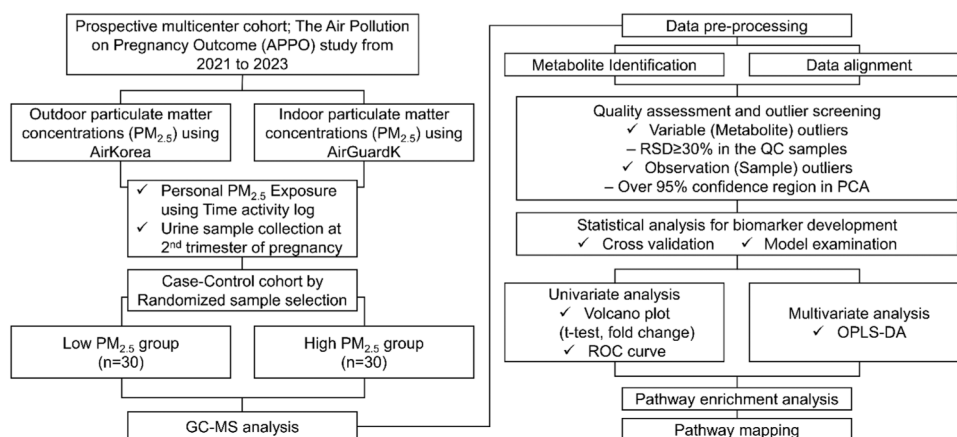 Prospective multicenter cohort; The Air Pollution
on Pregnancy Outcome (APPO) study from
2021 to 2023
Outdoor particulate matter
concentrations (PM2.5) using
AirKorea
Indoor particulate matter
concentrations (PM2.5) using
AirGuardK
✓ Personal PM2.5 Exposure
using Time activity log
✓ Urine sample collection at
2nd trimester of pregnancy
Case-Control cohort by
Randomized sample selection
Low PM2.5 group
(n=30)
High PM2.5 group
(n=30)
GC-MS analysis
Data pre-processing
Metabolite Identification
Data alignment
Quality assessment and outlier screening
✓ Variable (Metabolite) outliers
– RSD≥30% in the QC samples
✓ Observation (Sample) outliers
– Over 95% confidence region in PCA
Statistical analysis for biomarker development
✓ Cross validation ✓ Model examination
Univariate analysis
✓ Volcano plot
(t-test, fold change)
✓ ROC curve
Multivariate analysis
✓ OPLS-DA
Pathway enrichment analysis
Pathway mapping